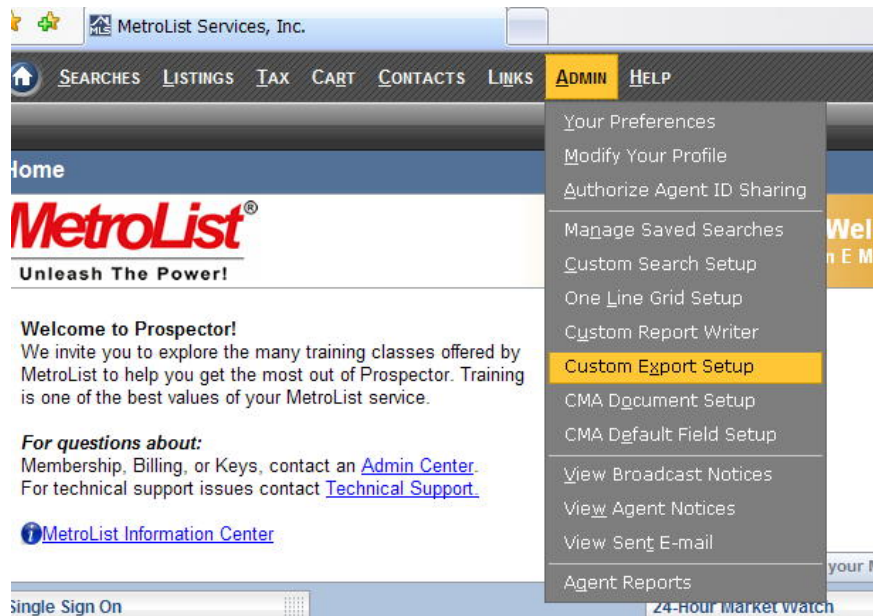 MetroList Services, Inc.
SEARCHES LISTINGS TAX CART CONTACTS LINKS ADMIN HELP
Your Preferences
Modify Your Profile
Authorize Agent ID Sharing
Manage Saved Searches
Custom Search Setup
One Line Grid Setup
Custom Report Writer
Custom Export Setup
CMA Document Setup
CMA Default Field Setup
View Broadcast Notices
View Agent Notices
View Sent E-mail
Agent Reports
Home
MetroList®
Unleash The Power!
Wel
n E M
Welcome to Prospector!
We invite you to explore the many training classes offered by
MetroList to help you get the most out of Prospector. Training
is one of the best values of your MetroList service.
For questions about:
Membership, Billing, or Keys, contact an Admin Center.
For technical support issues contact Technical Support.
MetroList Information Center
your
Single Sign On
24-Hour Market Watch